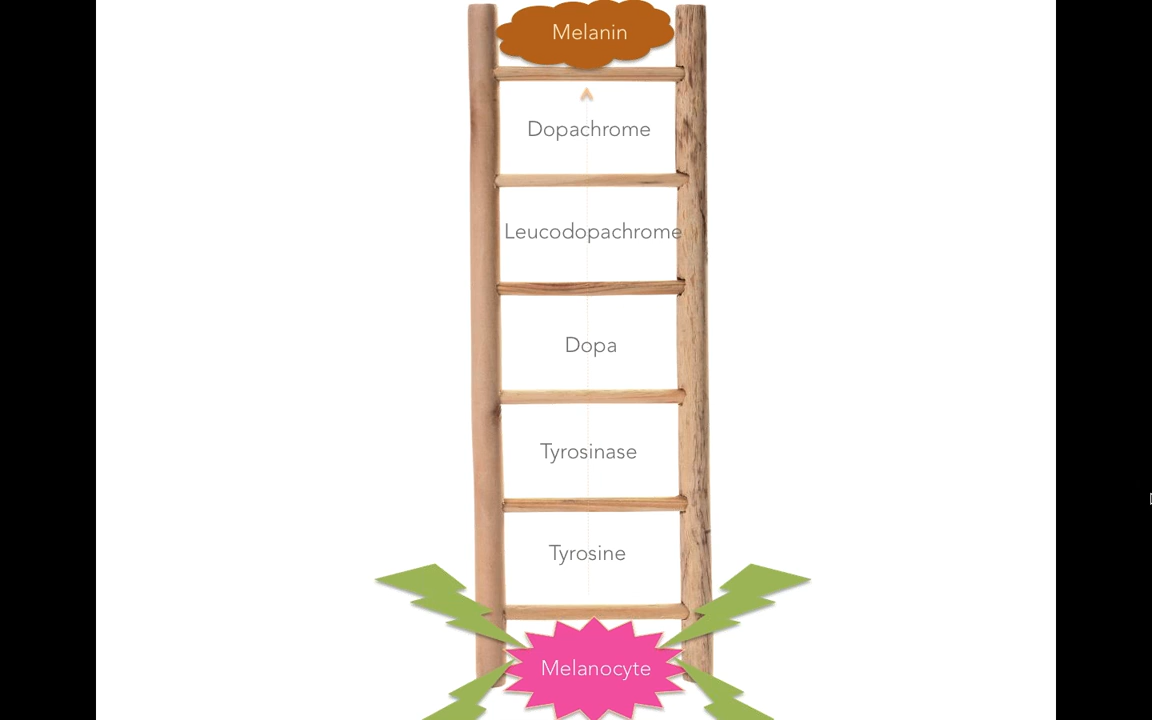 Melanin
Dopachrome
Leucodopachrome
Dopa
Tyrosinase
Tyrosine
Melanocyte